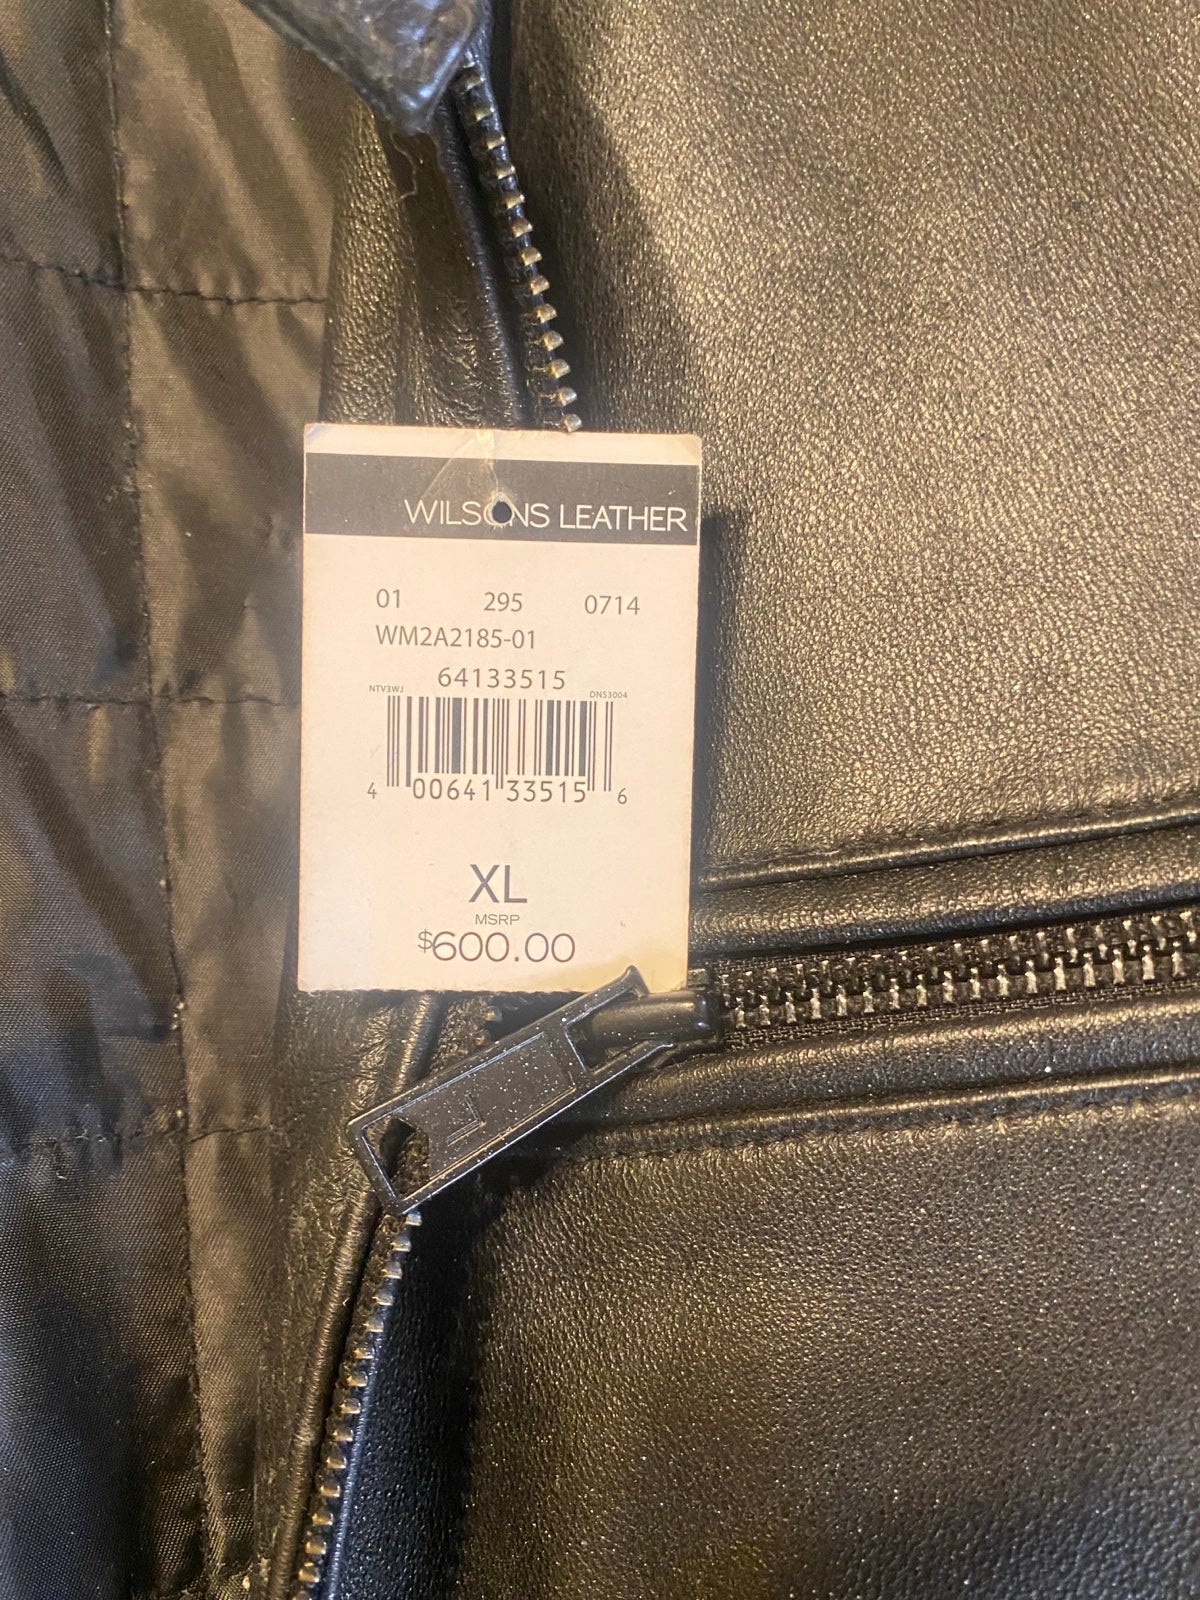 WILSONS LEATHER
01 295 0714
WM2A2185-01
64133515
NTV3WJ DNS3004
4 00641 33515 6
XL
MSRP
$600.00